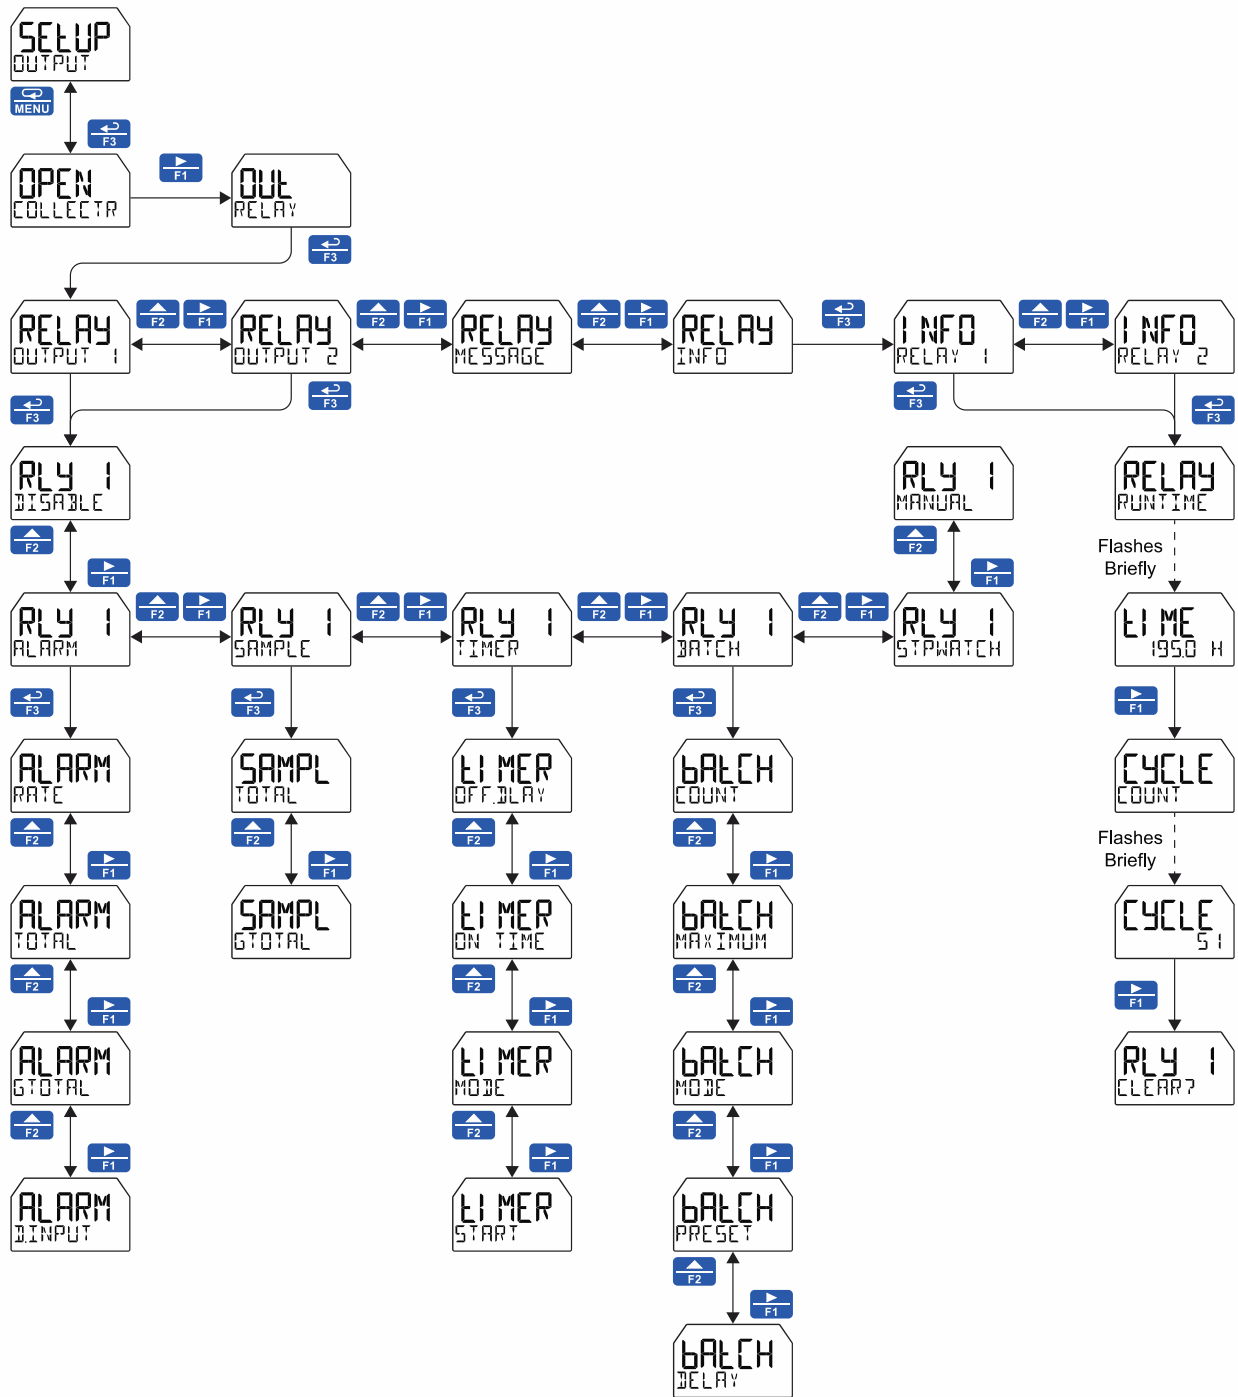 SEtUP
OUTPUT
MENU
F3
OPEN
COLLECTR
F1
OUt
RELAY
F3
RELAY
OUTPUT 1
F2
F1
RELAY
OUTPUT 2
F2
F1
RELAY
MESSAGE
F2
F1
RELAY
INFO
F3
INFO
RELAY 1
F2
F1
INFO
RELAY 2
F3
F3
F3
F3
RLY 1
DISABLE
RLY 1
MANUAL
RELAY
RUNTIME
F2
F1
F2
F1
Flashes
Briefly
RLY 1
ALARM
F2
F1
RLY 1
SAMPLE
F2
F1
RLY 1
TIMER
F2
F1
RLY 1
BATCH
F2
F1
RLY 1
STPWATCH
tIME
195.0 H
F3
F3
F3
F3
F1
ALARM
RATE
SAMPL
TOTAL
tIMER
OFF.DLAY
bAtCH
COUNT
CYCLE
COUNT
F2
F1
F2
F1
F2
F1
F2
F1
Flashes
Briefly
ALARM
TOTAL
SAMPL
GTOTAL
tIMER
ON TIME
bAtCH
MAXIMUM
CYCLE
51
F2
F1
F2
F1
F2
F1
F1
ALARM
GTOTAL
tIMER
MODE
bAtCH
MODE
RLY 1
CLEAR?
F2
F1
F2
F1
F2
F1
ALARM
D.INPUT
tIMER
START
bAtCH
PRESET
F2
F1
bAtCH
DELAY